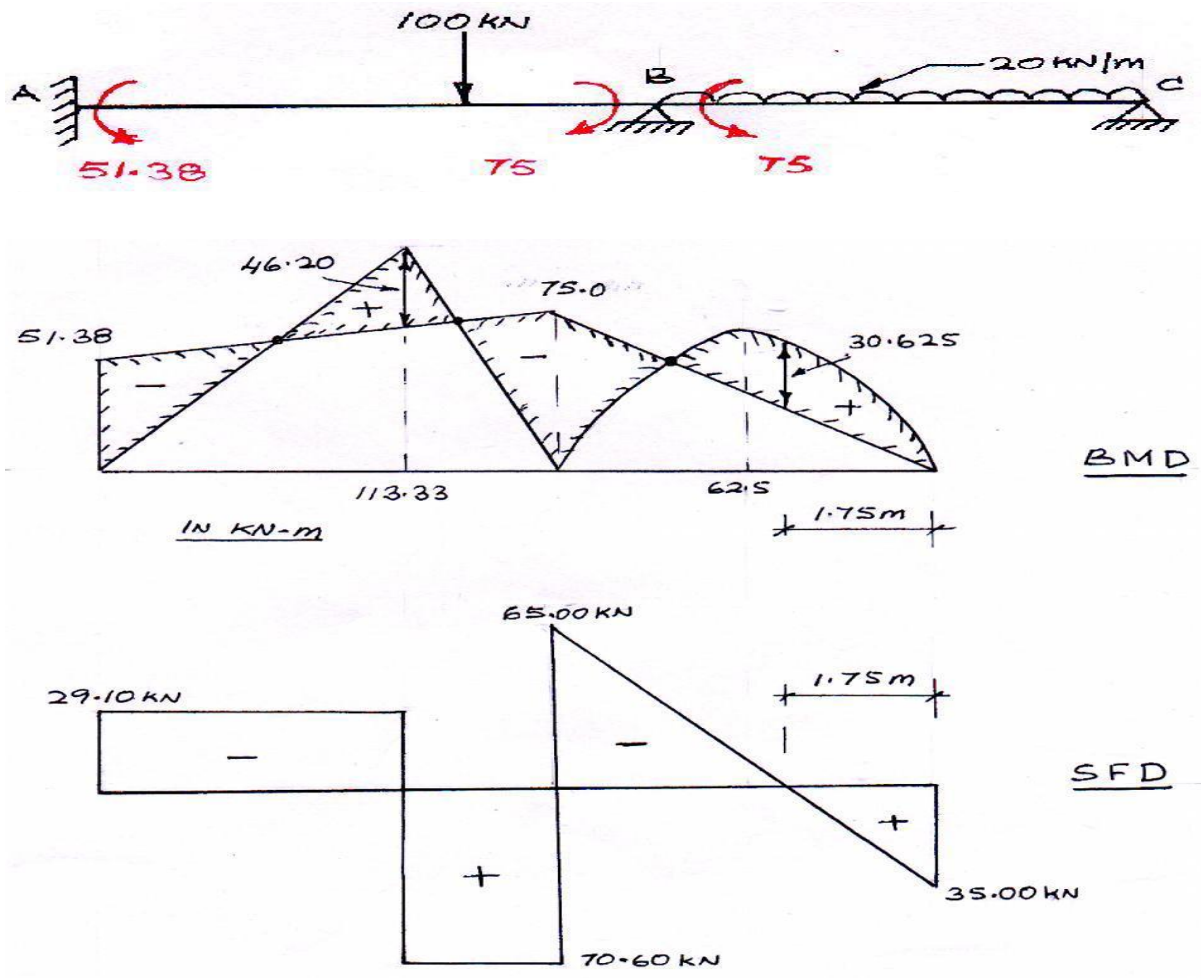 100 KN
A
B
20 KN/m
C
51.38
75
75
46.20
75.0
51.38
30.625
+
+
-
-
BMD
113.33
62.5
1.75m
IN KN-m
65.00 KN
1.75m
29.10 KN
-
-
SFD
+
+
35.00 KN
70.60 KN